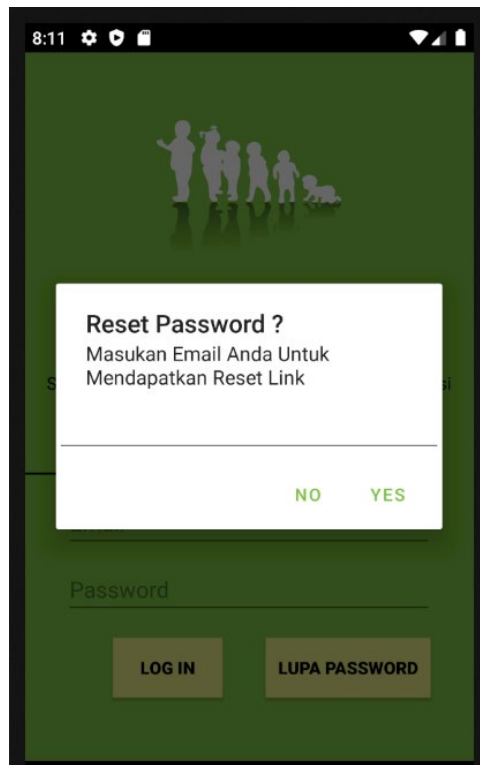 8:11
Reset Password ?
Masukan Email Anda Untuk
Mendapatkan Reset Link
NO YES
Password
LOG IN LUPA PASSWORD